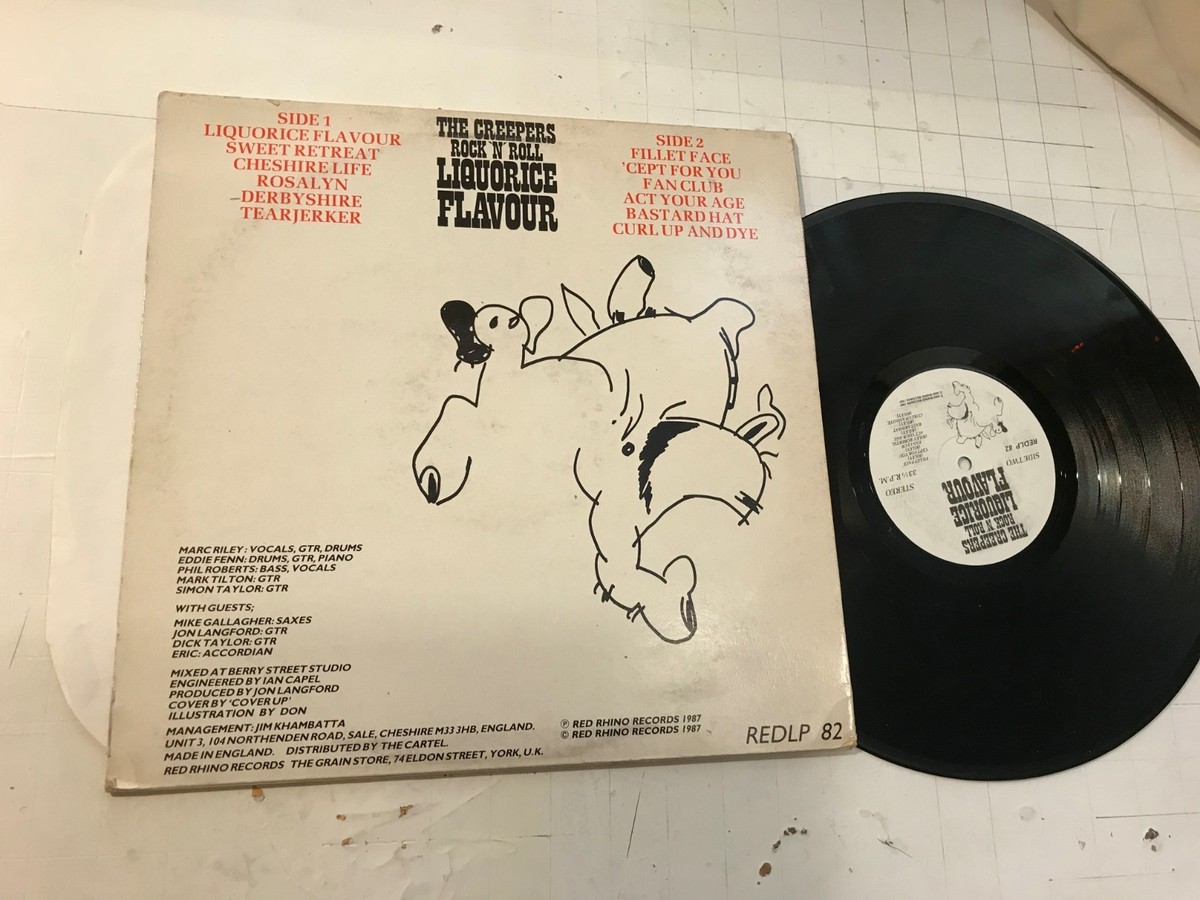 SIDE 1
LIQUORICE FLAVOUR
SWEET RETREAT
CHESHIRE LIFE
ROSALYN
DERBYSHIRE
TEARJERKER
THE CREEPERS
ROCK 'N' ROLL
LIQUORICE
FLAVOUR
SIDE 2
FILLET FACE
'CEPT FOR YOU
FAN CLUB
ACT YOUR AGE
BASTARD HAT
CURL UP AND DYE
MARC RILEY: VOCALS, GTR, DRUMS
EDDIE FENN: DRUMS, GTR, PIANO
PHIL ROBERTS: BASS, VOCALS
MARK TILTON: GTR
SIMON TAYLOR: GTR
WITH GUESTS;
MIKE GALLAGHER: SAXES
JON LANGFORD: GTR
DICK TAYLOR: GTR
ERIC: ACCORDIAN
MIXED AT BERRY STREET STUDIO
ENGINEERED BY IAN CAPEL
PRODUCED BY JON LANGFORD
COVER BY 'COVER UP'
ILLUSTRATION BY DON
MANAGEMENT: JIM KHAMBATTA
UNIT 3, 104 NORTHENDEN ROAD, SALE, CHESHIRE M33 3HB, ENGLAND.
MADE IN ENGLAND. DISTRIBUTED BY THE CARTEL.
RED RHINO RECORDS THE GRAIN STORE, 74 ELDON STREET, YORK, U.K.
℗ RED RHINO RECORDS 1987
© RED RHINO RECORDS 1987
REDLP 82
THE CREEPERS
ROCK 'N' ROLL
LIQUORICE
FLAVOUR
STEREO
33⅓ R.P.M.
SIDE TWO
REDLP 82